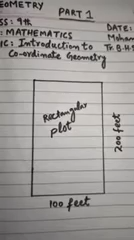 EOMETRY PART 1
SS: 9th DATE:
: MATHEMATICS Moham
IC: Introduction to Tr. B.H.
Co-ordinate Geometry
Rectangular
plot
200 feet
100 feet